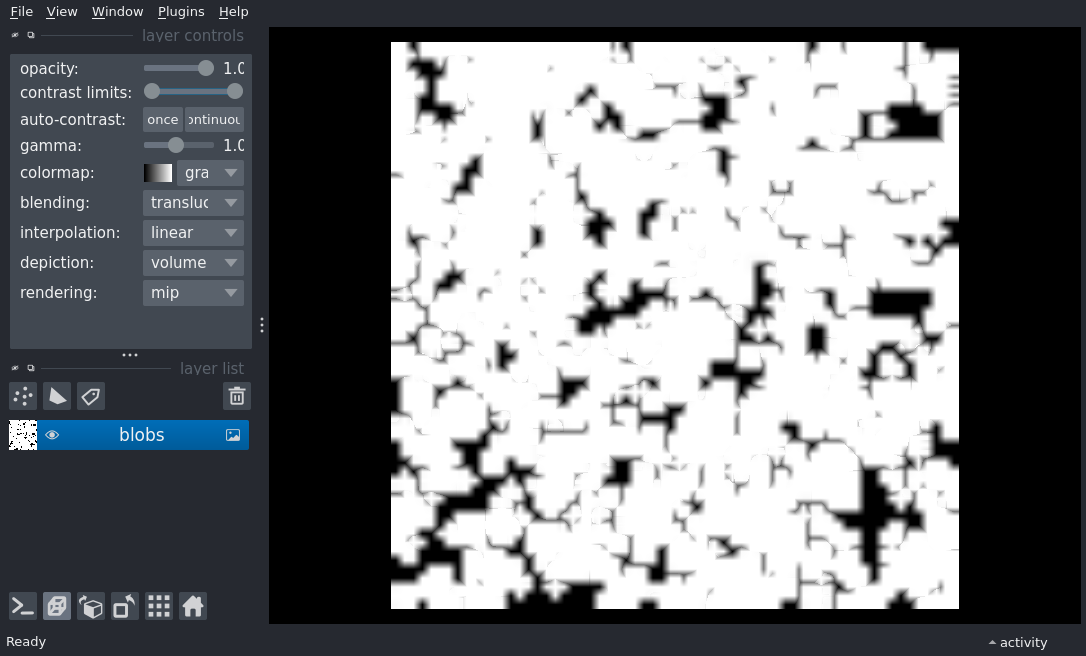 File View Window Plugins Help
layer controls
opacity: 1.0
contrast limits:
auto-contrast: once ontinuou
gamma: 1.0
colormap: gra
blending: transluc
interpolation: linear
depiction: volume
rendering: mip
layer list
blobs
Ready
activity